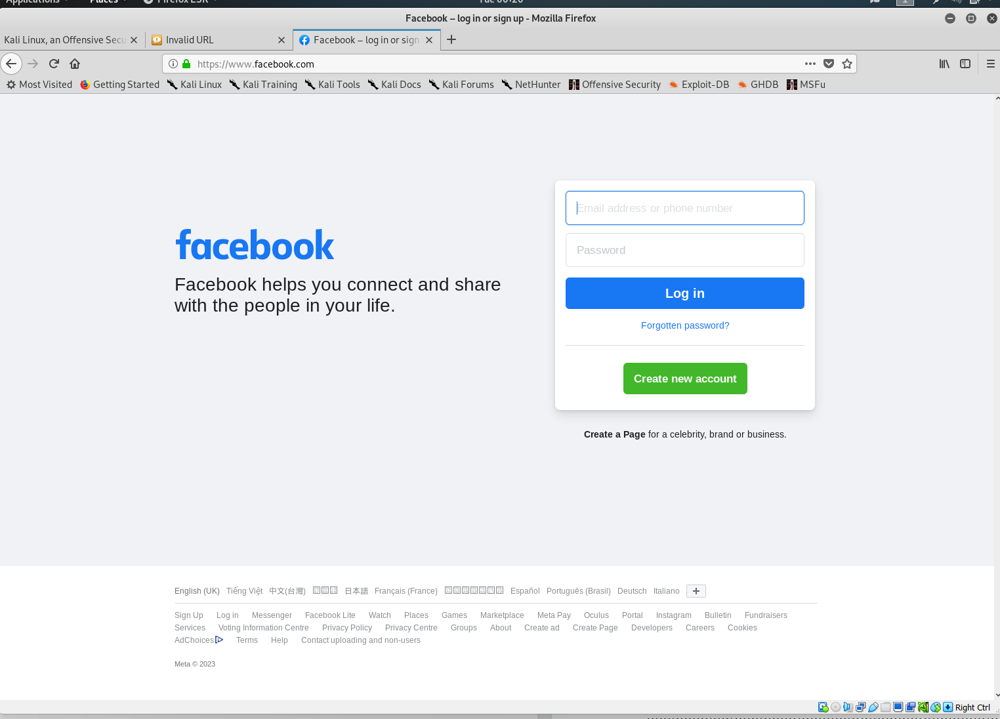 Applications Places Firefox ESR Tue 00:20 1
Facebook – log in or sign up - Mozilla Firefox
Kali Linux, an Offensive Secu Invalid URL Facebook – log in or sign
https://www.facebook.com
Most Visited Getting Started Kali Linux Kali Training Kali Tools Kali Docs Kali Forums NetHunter Offensive Security Exploit-DB GHDB MSFu
Email address or phone number
facebook
Password
Facebook helps you connect and share
with the people in your life.
Log in
Forgotten password?
Create new account
Create a Page for a celebrity, brand or business.
English (UK) Tiếng Việt 中文(台灣) 日本語 Français (France) Español Português (Brasil) Deutsch Italiano
Sign Up Log in Messenger Facebook Lite Watch Places Games Marketplace Meta Pay Oculus Portal Instagram Bulletin Fundraisers
Services Voting Information Centre Privacy Policy Privacy Centre Groups About Create ad Create Page Developers Careers Cookies
AdChoices Terms Help Contact uploading and non-users
Meta © 2023
Right Ctrl